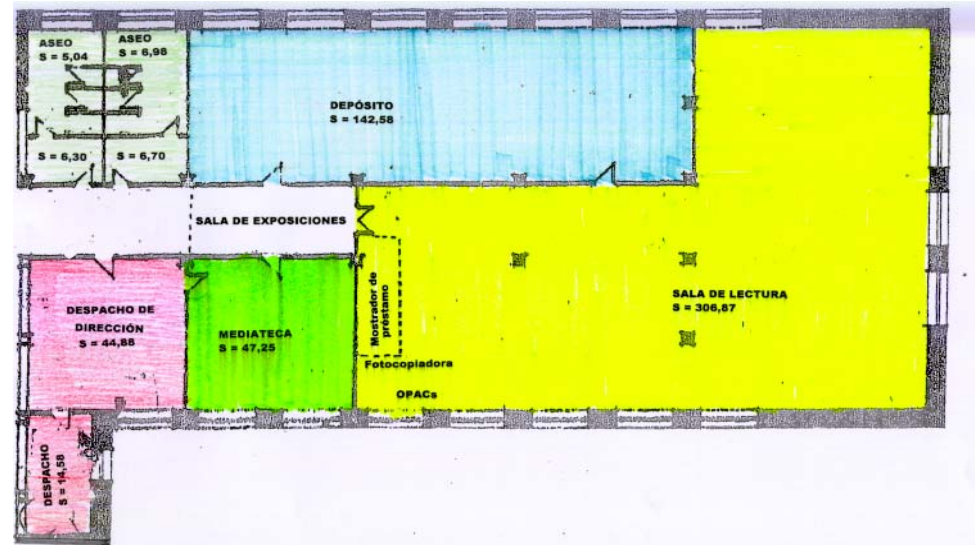 ASEO
S = 5,04
ASEO
S = 6,98
DEPÓSITO
S = 142,58
S = 6,30
S = 6,70
SALA DE EXPOSICIONES
DESPACHO DE
DIRECCIÓN
S = 44,88
MEDIATECA
S = 47,25
Mostrador de
préstamo
SALA DE LECTURA
S = 306,87
Fotocopiadora
OPACs
DESPACHO
S = 14,58